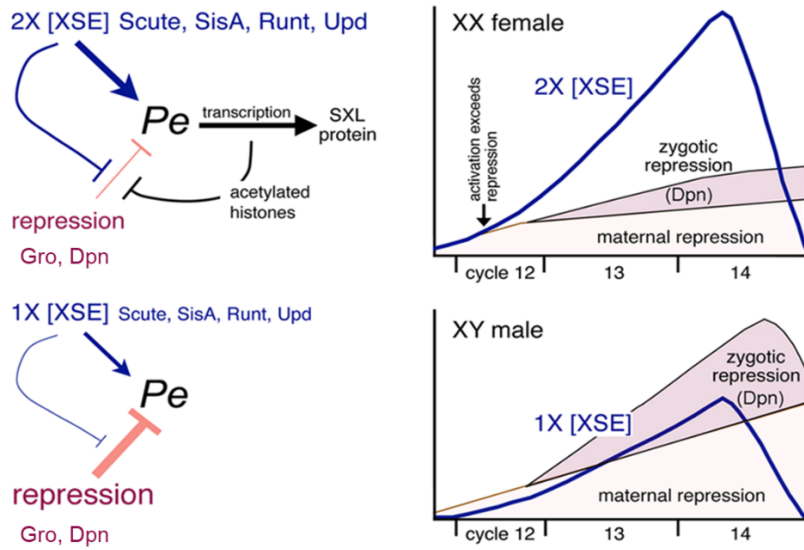 2X [XSE] Scute, SisA, Runt, Upd
Pe
transcription
SXL
protein
acetylated
histones
repression
Gro, Dpn
XX female
2X [XSE]
activation exceeds
repression
zygotic
repression
(Dpn)
maternal repression
cycle 12 13 14
1X [XSE] Scute, SisA, Runt, Upd
Pe
repression
Gro, Dpn
XY male
zygotic
repression
(Dpn)
1X [XSE]
maternal repression
cycle 12 13 14